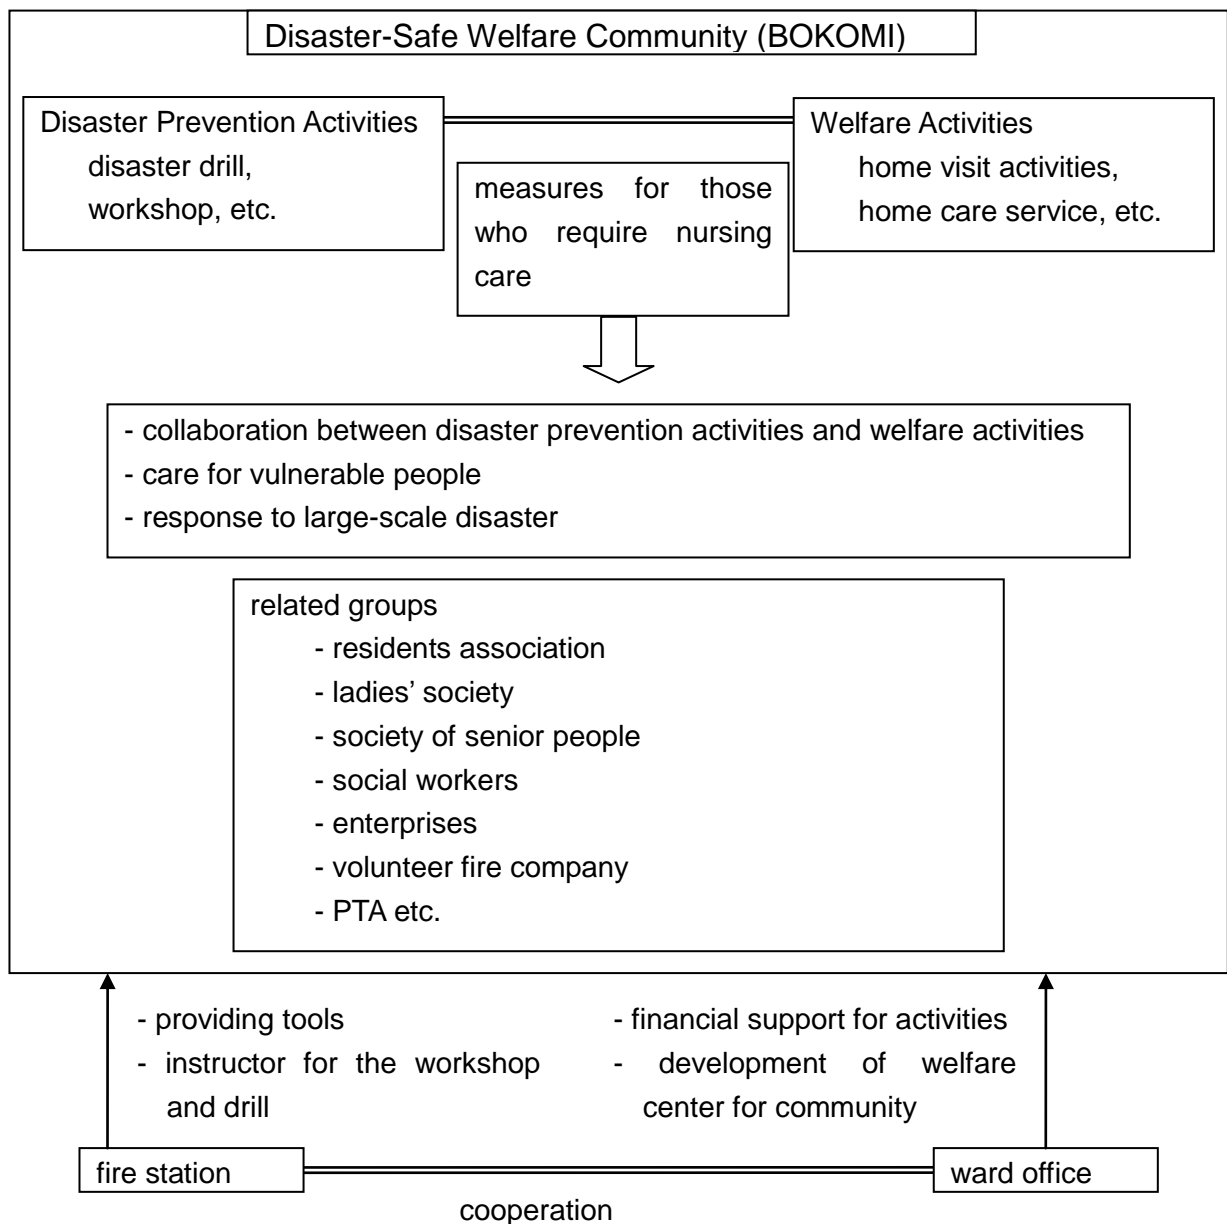 Disaster-Safe Welfare Community (BOKOMI)
Disaster Prevention Activities
disaster drill,
workshop, etc.
Welfare Activities
home visit activities,
home care service, etc.
measures for those
who require nursing
care
- collaboration between disaster prevention activities and welfare activities
- care for vulnerable people
- response to large-scale disaster
related groups
- residents association
- ladies’ society
- society of senior people
- social workers
- enterprises
- volunteer fire company
- PTA etc.
- providing tools
- instructor for the workshop
and drill
- financial support for activities
- development of welfare
center for community
fire station
ward office
cooperation